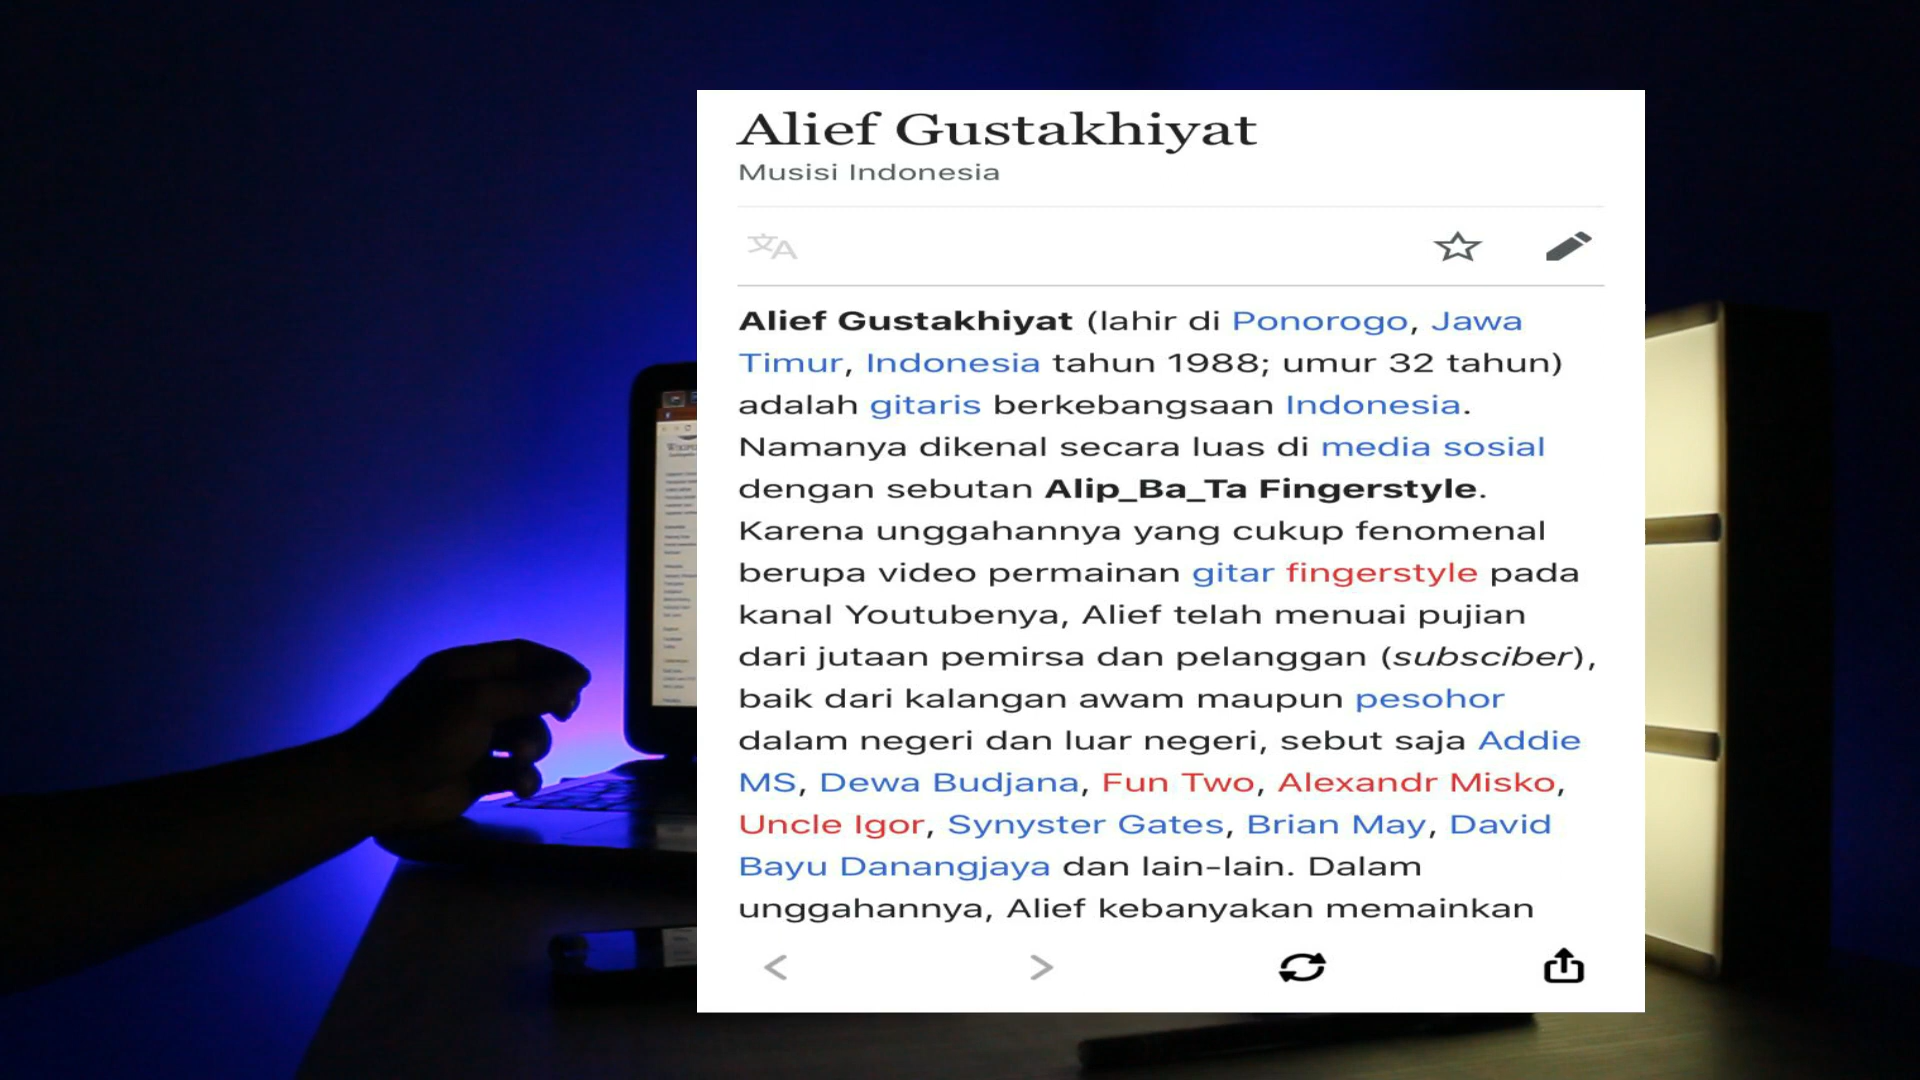 Alief Gustakhiyat
Musisi Indonesia
Alief Gustakhiyat (lahir di Ponorogo, Jawa
Timur, Indonesia tahun 1988; umur 32 tahun)
adalah gitaris berkebangsaan Indonesia.
Namanya dikenal secara luas di media sosial
dengan sebutan Alip_Ba_Ta Fingerstyle.
Karena unggahannya yang cukup fenomenal
berupa video permainan gitar fingerstyle pada
kanal Youtubenya, Alief telah menuai pujian
dari jutaan pemirsa dan pelanggan (subsciber),
baik dari kalangan awam maupun pesohor
dalam negeri dan luar negeri, sebut saja Addie
MS, Dewa Budjana, Fun Two, Alexandr Misko,
Uncle Igor, Synyster Gates, Brian May, David
Bayu Danangjaya dan lain-lain. Dalam
unggahannya, Alief kebanyakan memainkan